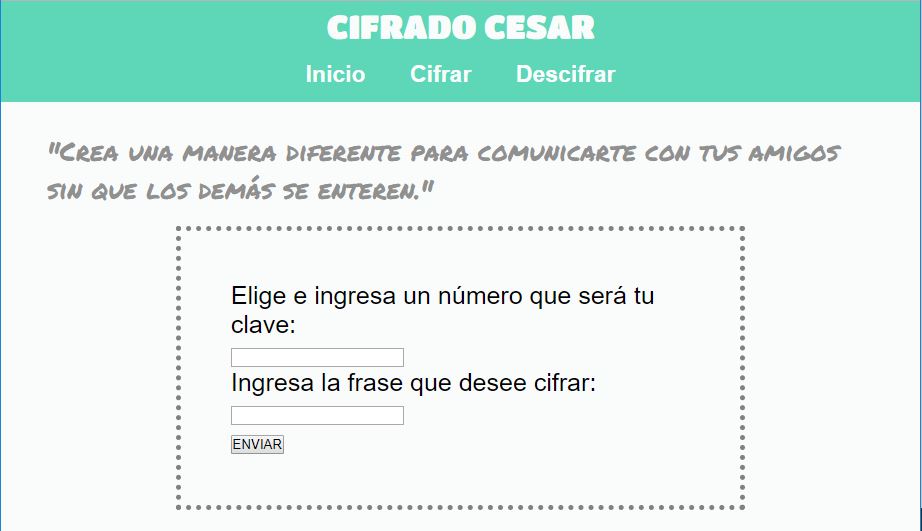 CIFRADO CESAR
Inicio Cifrar Descifrar
"Crea una manera diferente para comunicarte con tus amigos
sin que los demás se enteren."
Elige e ingresa un número que será tu
clave:
Ingresa la frase que desee cifrar:
ENVIAR